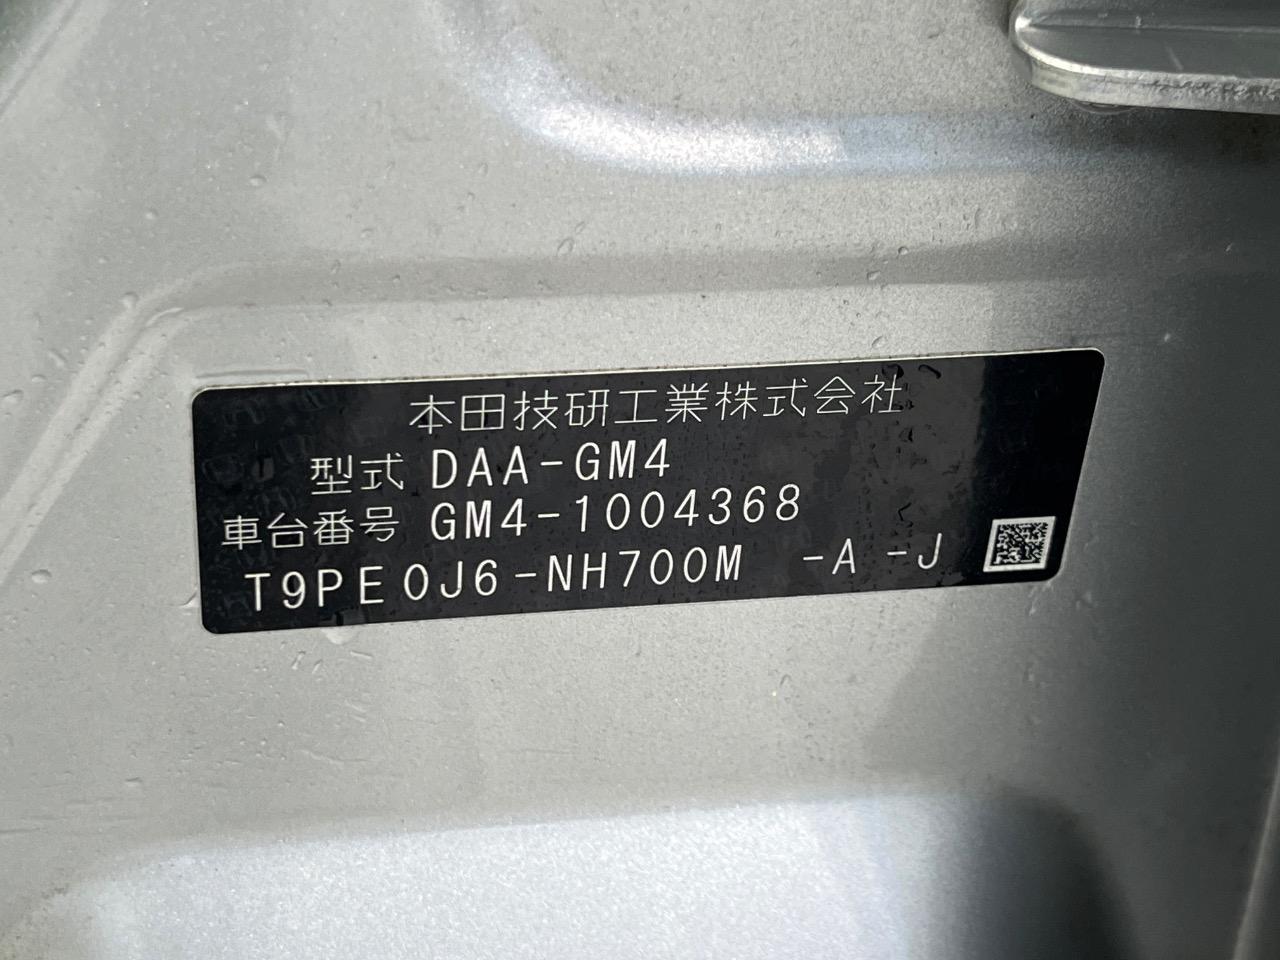 本田技研工業株式会社
型式 DAA-GM4
車台番号 GM4-1004368
T9PE0J6-NH700M -A -J